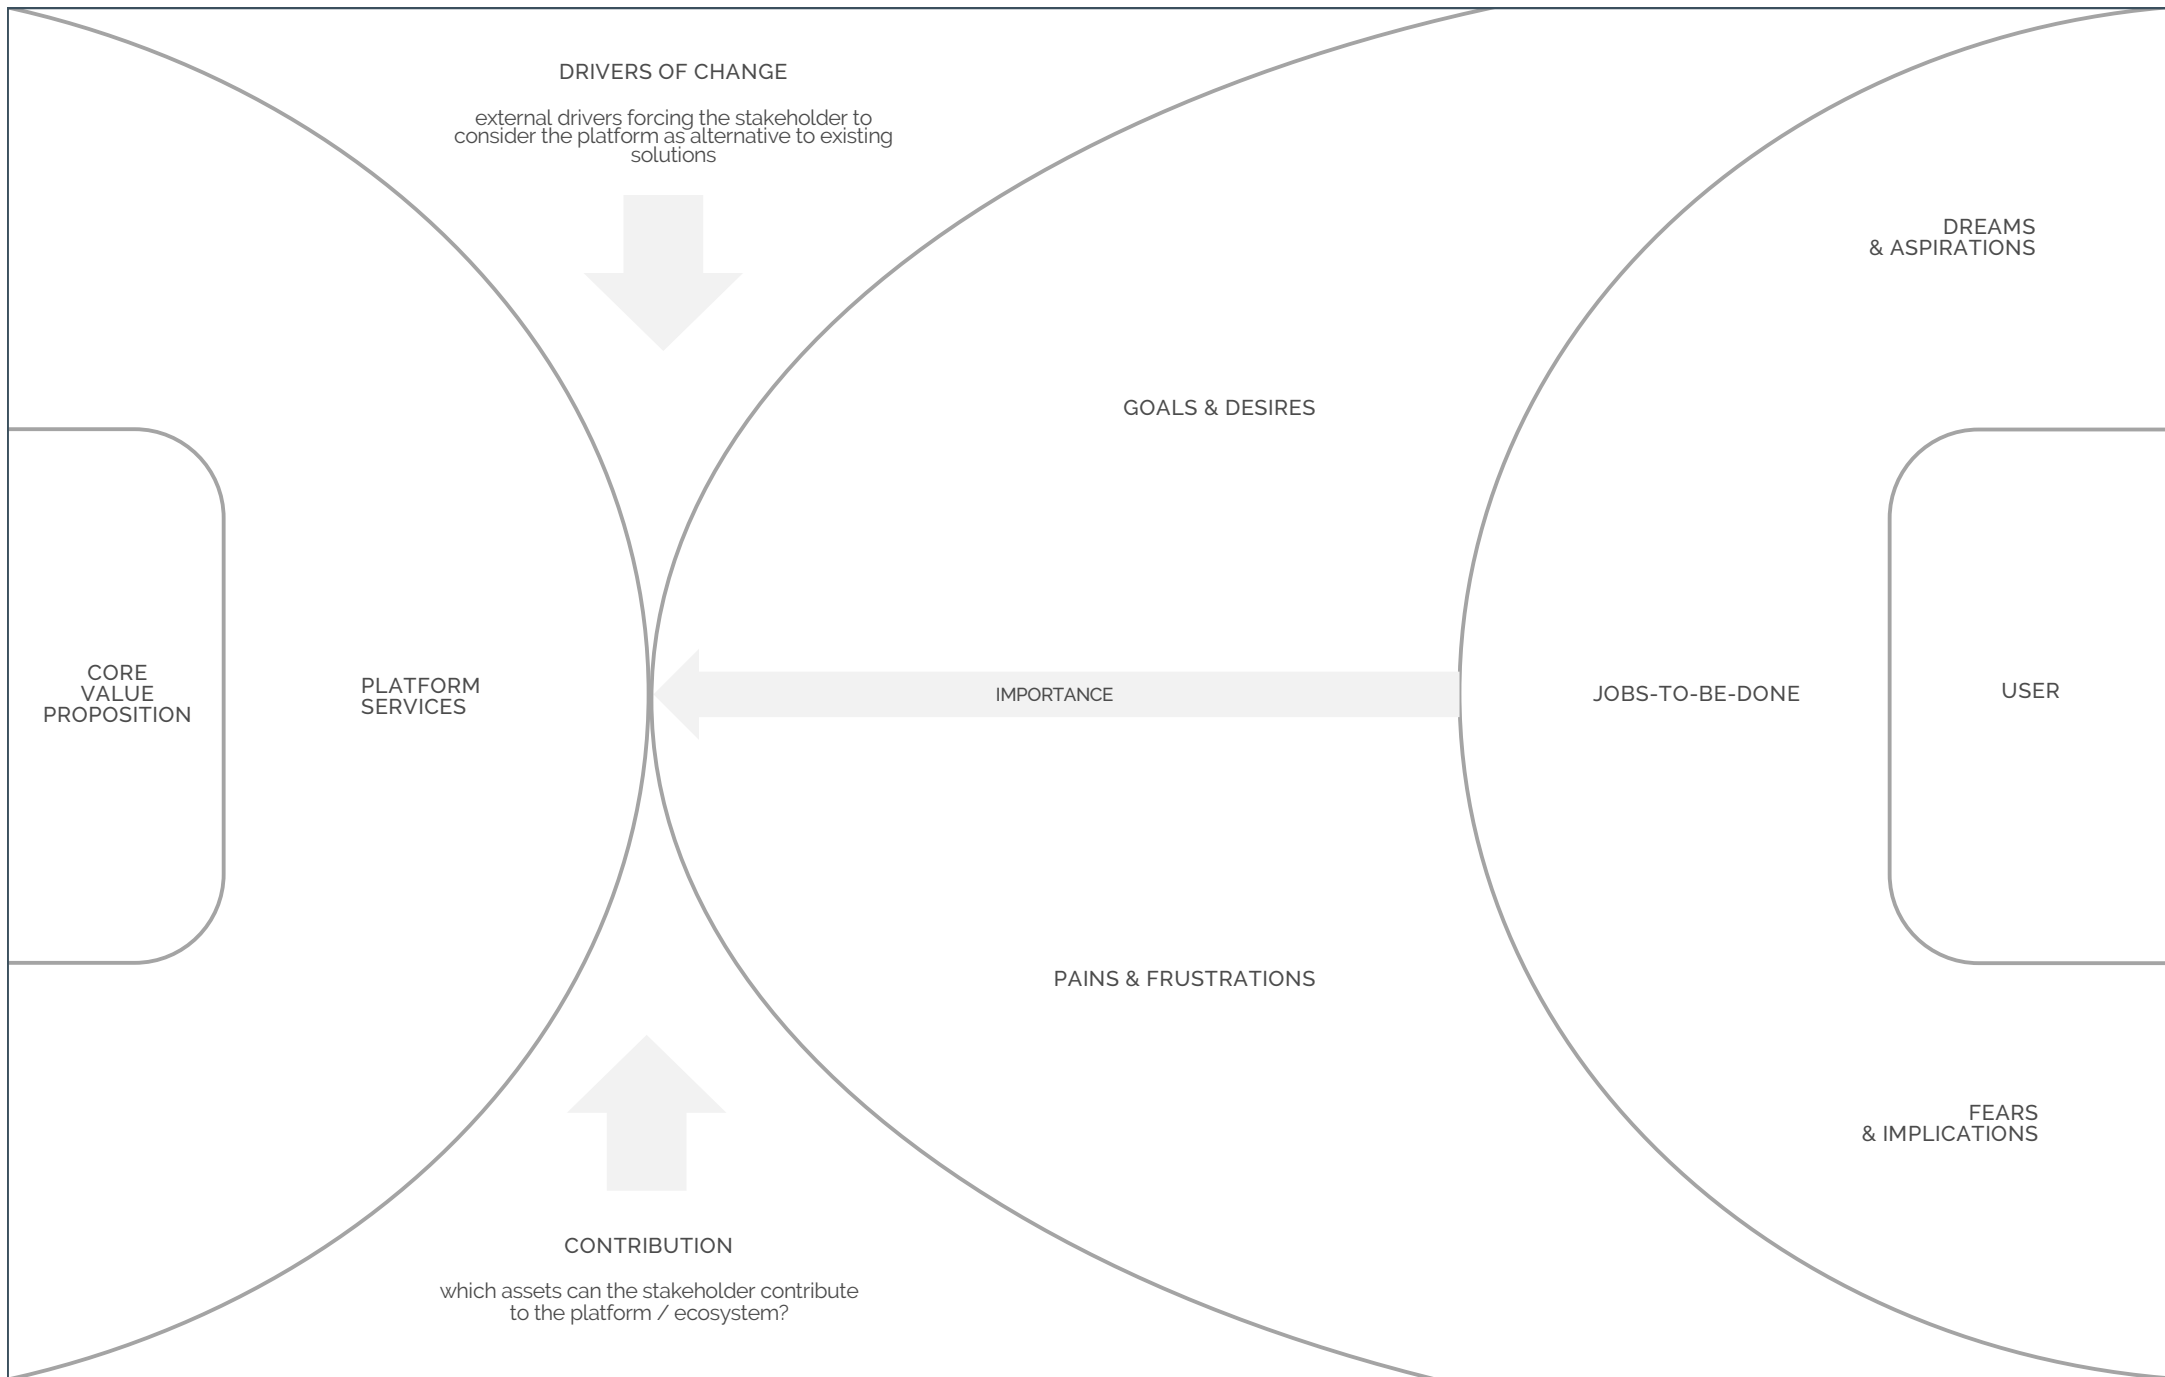 DRIVERS OF CHANGE
external drivers forcing the stakeholder to
consider the platform as alternative to existing
solutions
DREAMS
& ASPIRATIONS
GOALS & DESIRES
CORE
VALUE
PROPOSITION
PLATFORM
SERVICES
IMPORTANCE
JOBS-TO-BE-DONE
USER
PAINS & FRUSTRATIONS
FEARS
& IMPLICATIONS
CONTRIBUTION
which assets can the stakeholder contribute
to the platform / ecosystem?